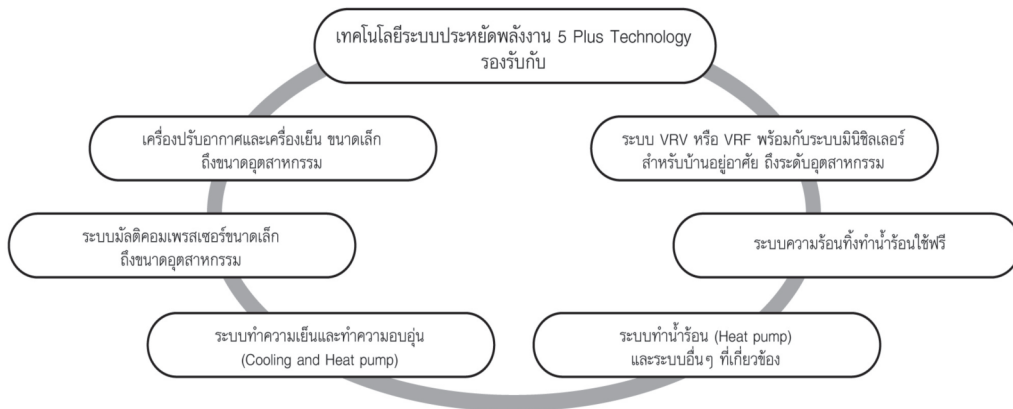 เทคโนโลยีระบบประหยัดพลังงาน 5 Plus Technology
รองรับกับ
เครื่องปรับอากาศและเครื่องเย็น ขนาดเล็ก
ถึงขนาดอุตสาหกรรม
ระบบ VRV หรือ VRF พร้อมกับระบบมินิชิลเลอร์
สำหรับบ้านอยู่อาศัย ถึงระดับอุตสาหกรรม
ระบบมัลติคอมเพรสเซอร์ขนาดเล็ก
ถึงขนาดอุตสาหกรรม
ระบบความร้อนทิ้งทำน้ำร้อนใช้ฟรี
ระบบทำความเย็นและทำความอบอุ่น
(Cooling and Heat pump)
ระบบทำน้ำร้อน (Heat pump)
และระบบอื่นๆ ที่เกี่ยวข้อง